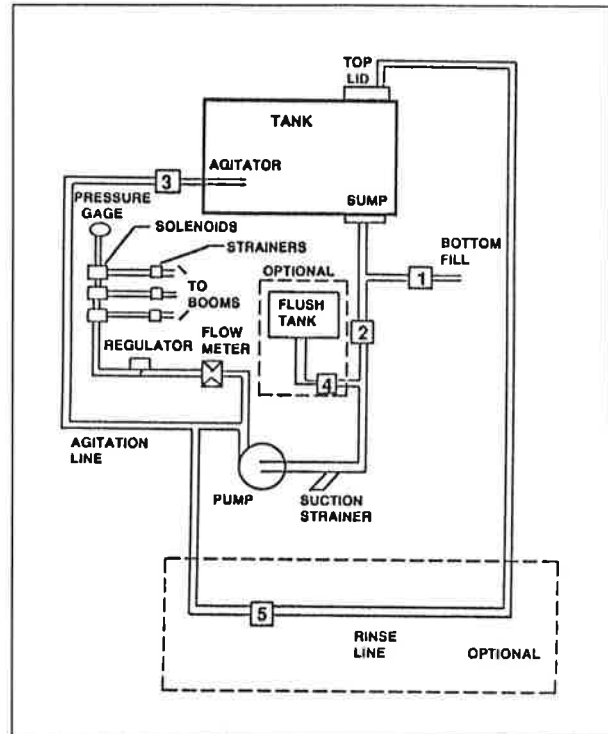 TOP
LID
TANK
AGITATOR
3
SUMP
PRESSURE
GAGE
SOLENOIDS
STRAINERS
BOTTOM
FILL
OPTIONAL
1
TO
BOOMS
FLUSH
TANK
2
REGULATOR
FLOW
METER
4
AGITATION
LINE
PUMP
SUCTION
STRAINER
5
RINSE
LINE
OPTIONAL